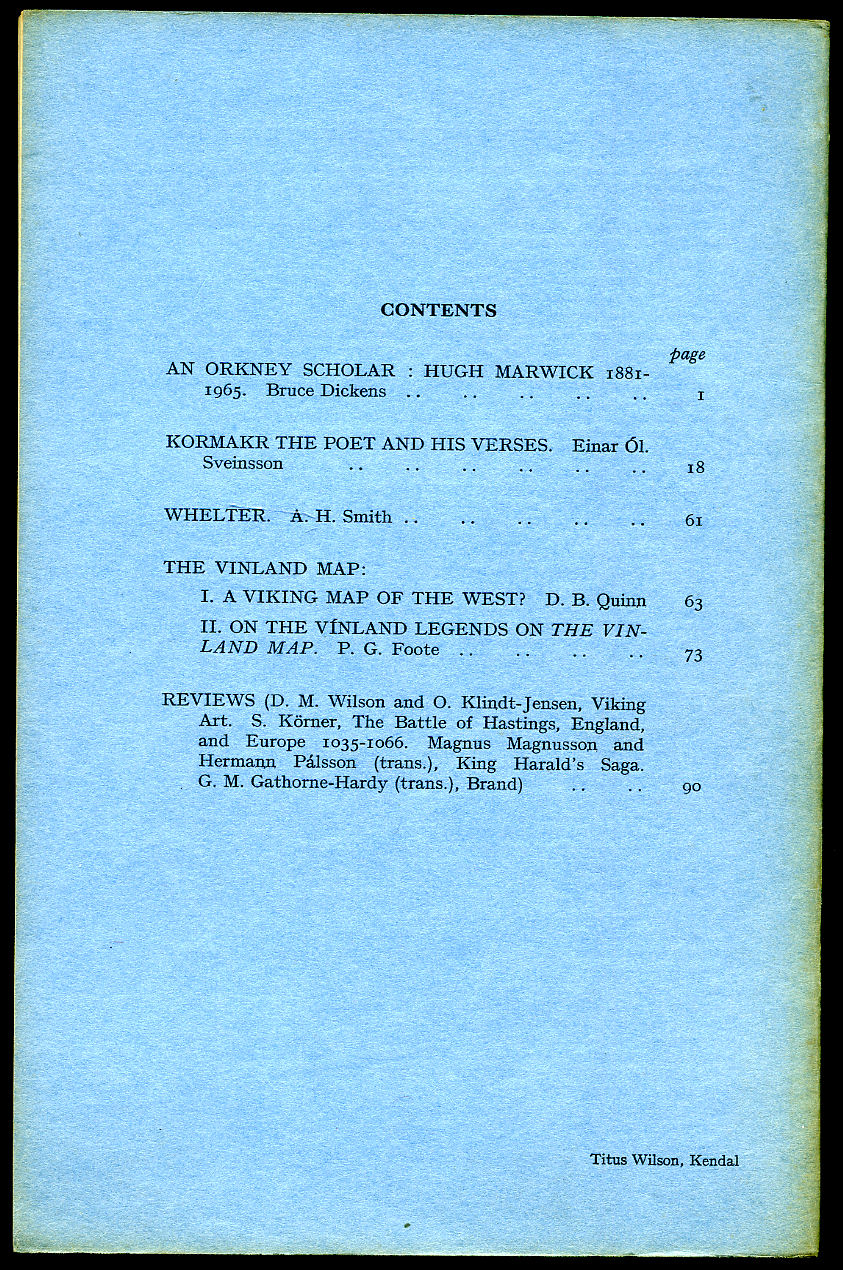 CONTENTS
page
AN ORKNEY SCHOLAR : HUGH MARWICK 1881-
1965. Bruce Dickens .. .. .. .. .. 1
KORMAKR THE POET AND HIS VERSES. Einar Ól.
Sveinsson .. .. .. .. .. .. 18
WHELTER. A. H. Smith .. .. .. .. .. 61
THE VINLAND MAP:
I. A VIKING MAP OF THE WEST? D. B. Quinn 63
II. ON THE VÍNLAND LEGENDS ON THE VIN-
LAND MAP. P. G. Foote .. .. .. .. 73
REVIEWS (D. M. Wilson and O. Klindt-Jensen, Viking
Art. S. Körner, The Battle of Hastings, England,
and Europe 1035-1066. Magnus Magnusson and
Hermann Pálsson (trans.), King Harald's Saga.
G. M. Gathorne-Hardy (trans.), Brand) .. .. 90
Titus Wilson, Kendal